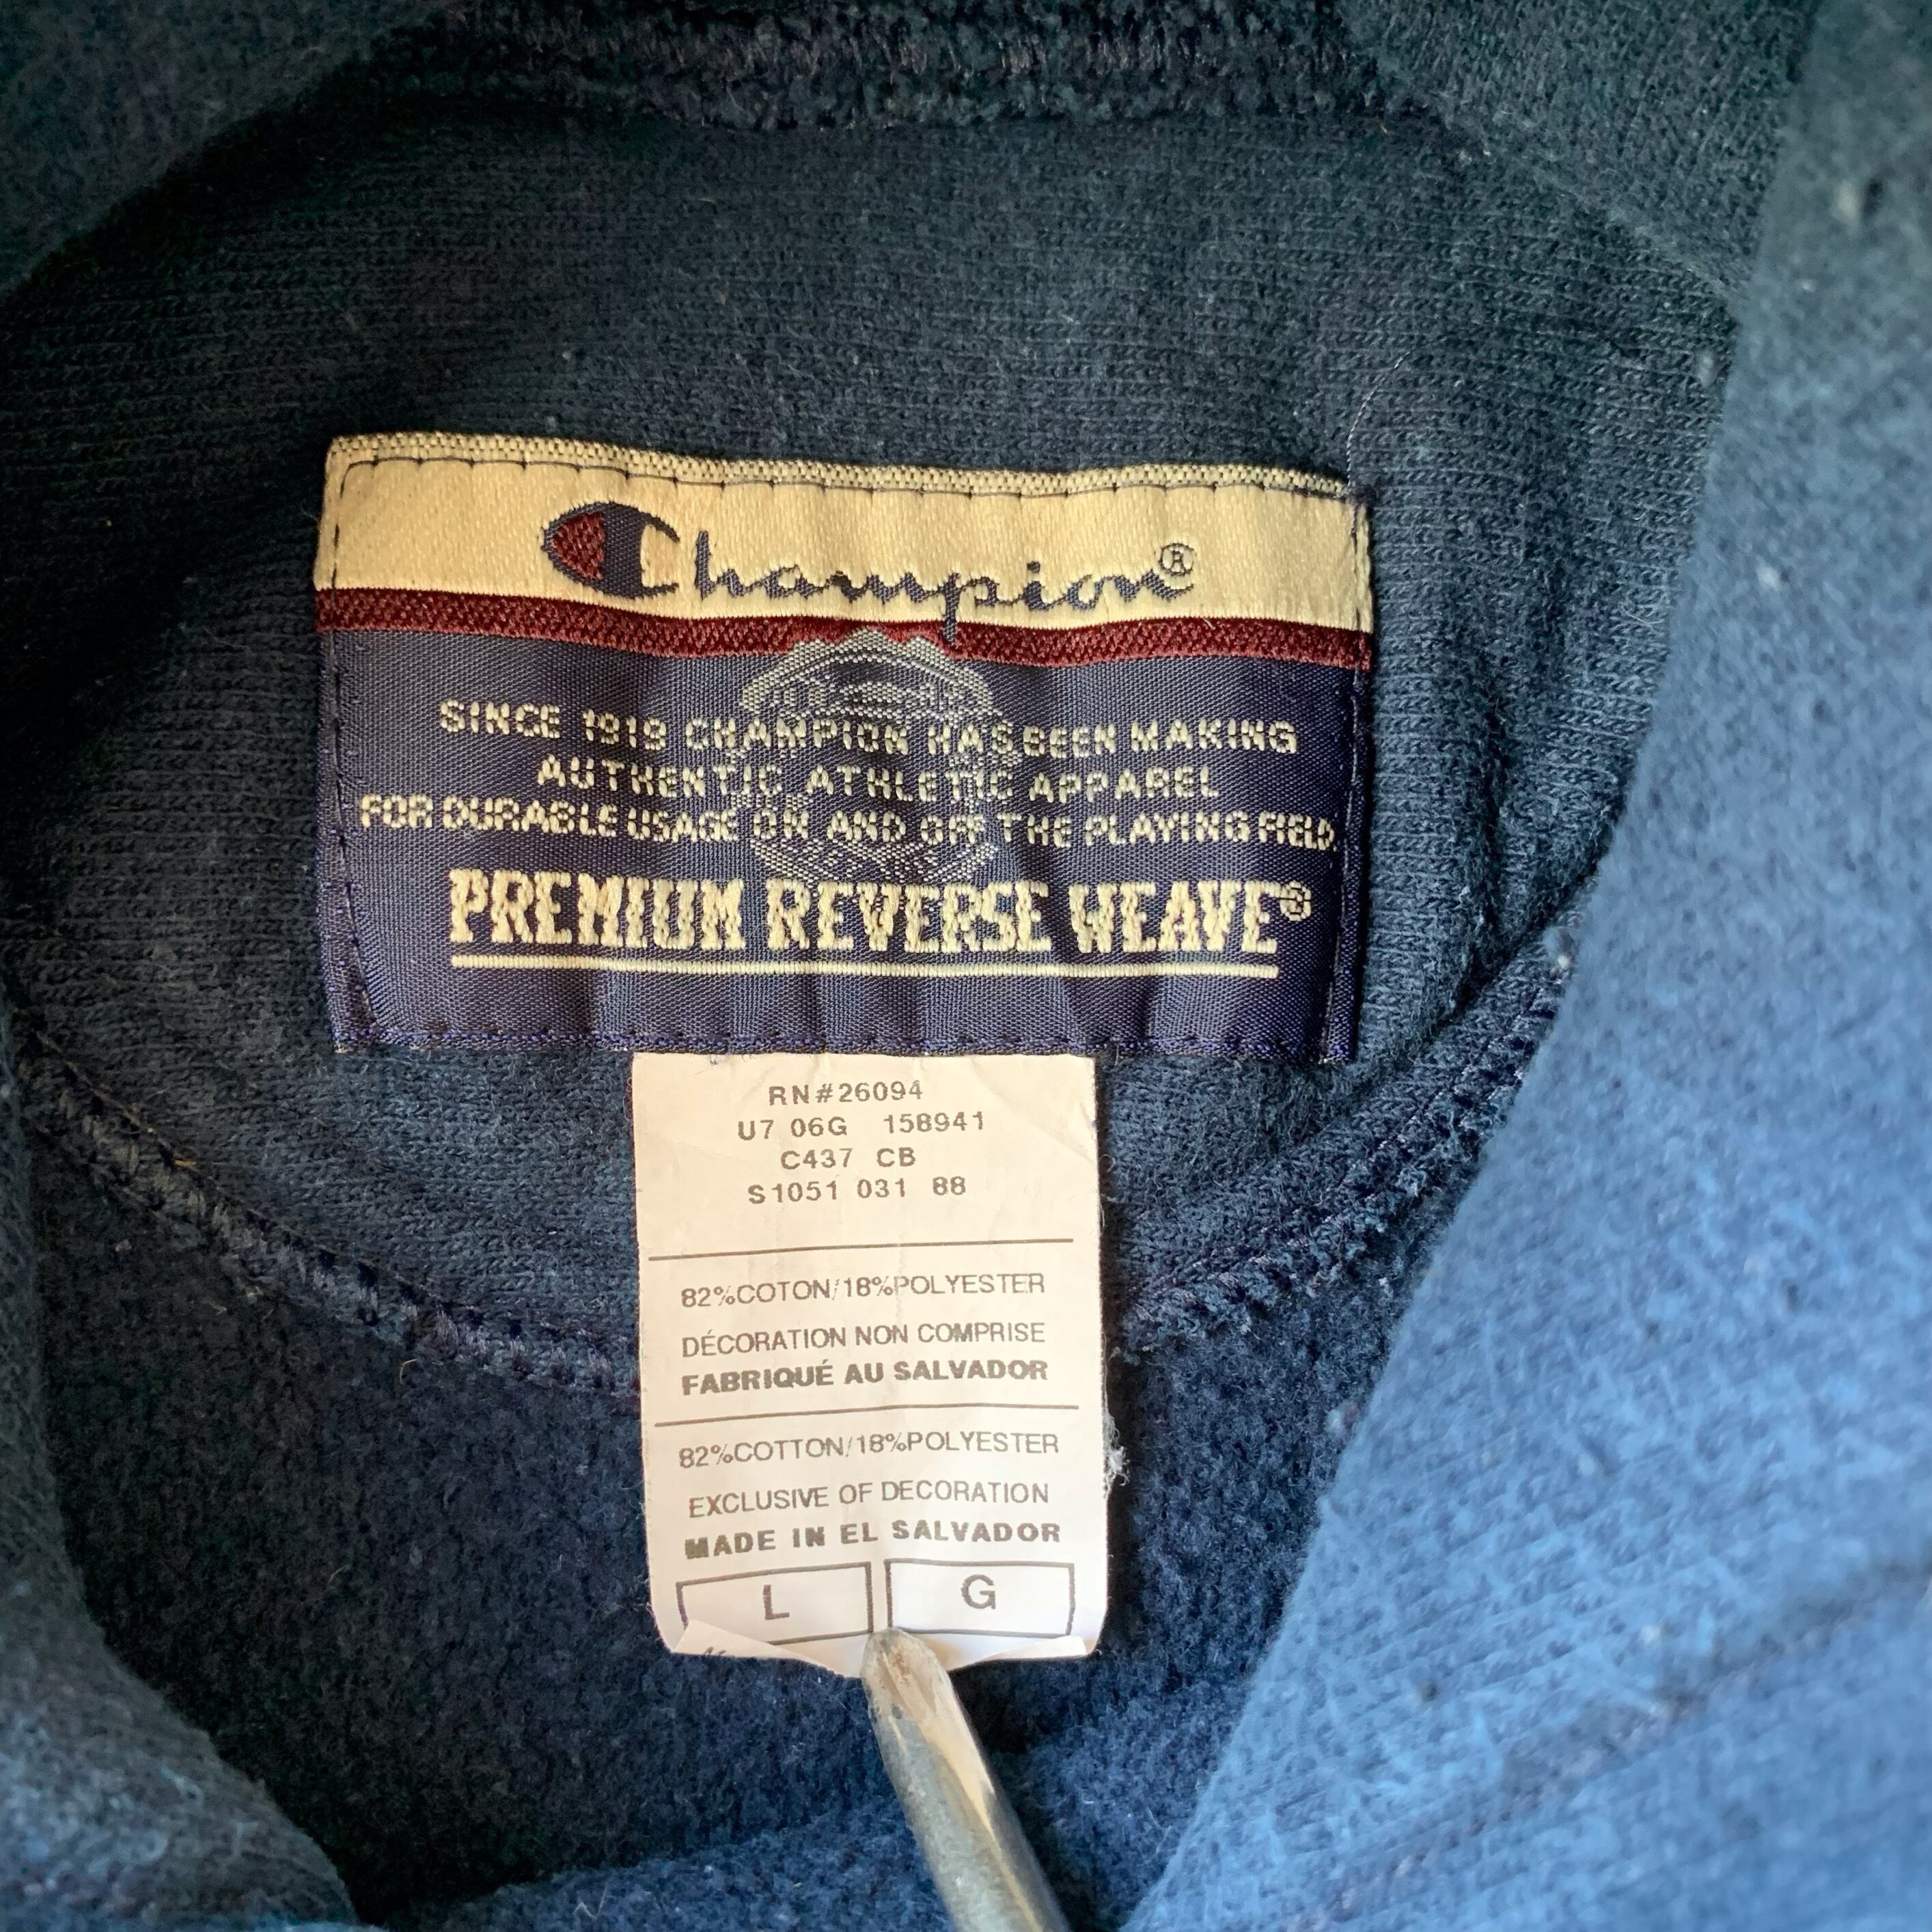 Champion®
SINCE 1919 CHAMPION HAS BEEN MAKING
AUTHENTIC ATHLETIC APPAREL
FOR DURABLE USAGE ON AND OFF THE PLAYING FIELD.
PREMIUM REVERSE WEAVE®
RN#26094
U7 06G 158941
C437 CB
S1051 031 88
82%COTON/18%POLYESTER
DÉCORATION NON COMPRISE
FABRIQUÉ AU SALVADOR
82%COTTON/18%POLYESTER
EXCLUSIVE OF DECORATION
MADE IN EL SALVADOR
L G